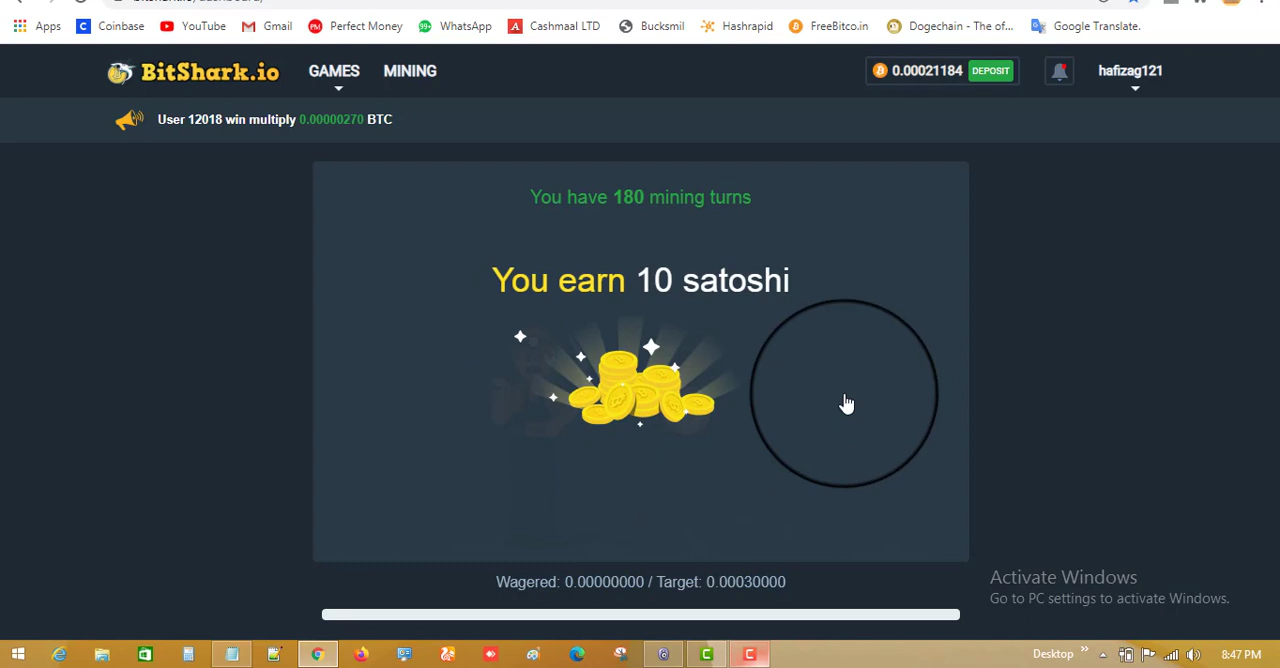 Apps Coinbase YouTube Gmail Perfect Money 99+ WhatsApp Cashmaal LTD Bucksmil Hashrapid FreeBitco.in Dogechain - The of... Google Translate.
BitShark.io GAMES MINING 0.00021184 DEPOSIT hafizag121
User 12018 win multiply 0.00000270 BTC
You have 180 mining turns
You earn 10 satoshi
Wagered: 0.00000000 / Target: 0.00030000
Activate Windows
Go to PC settings to activate Windows.
Desktop 8:47 PM